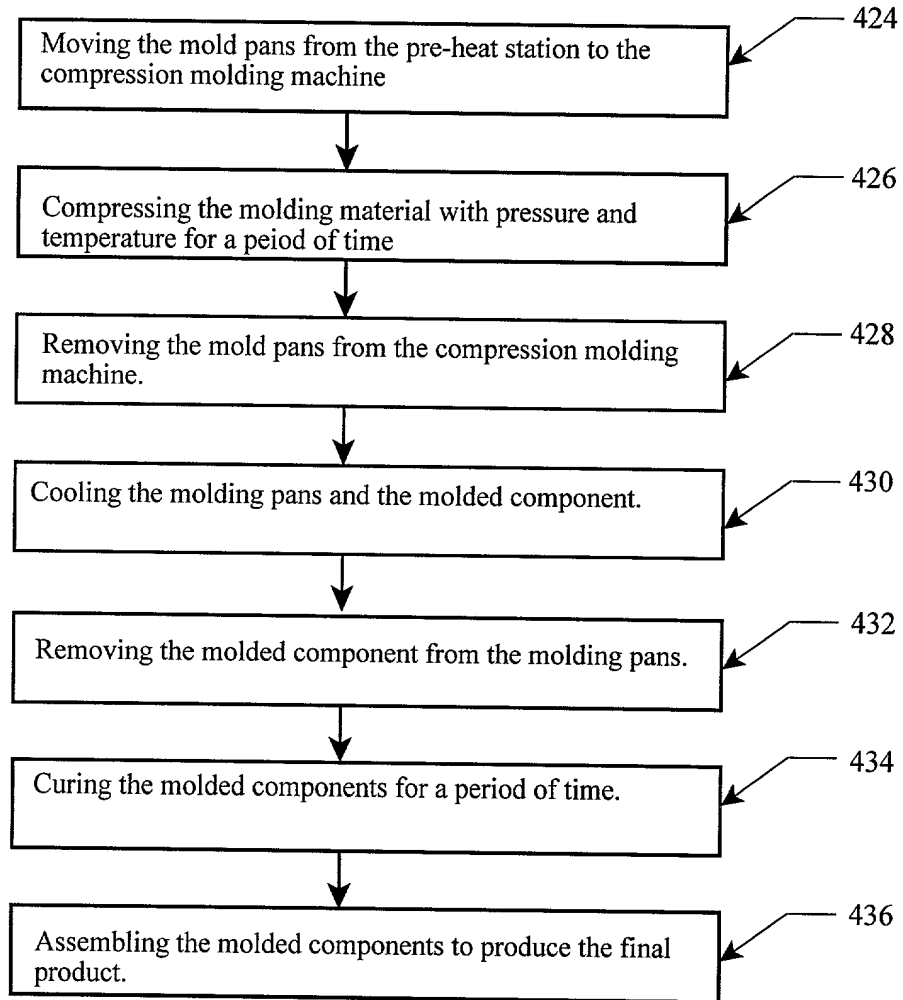 424
Moving the mold pans from the pre-heat station to the
compression molding machine
426
Compressing the molding material with pressure and
temperature for a peiod of time
428
Removing the mold pans from the compression molding
machine.
430
Cooling the molding pans and the molded component.
432
Removing the molded component from the molding pans.
434
Curing the molded components for a period of time.
436
Assembling the molded components to produce the final
product.